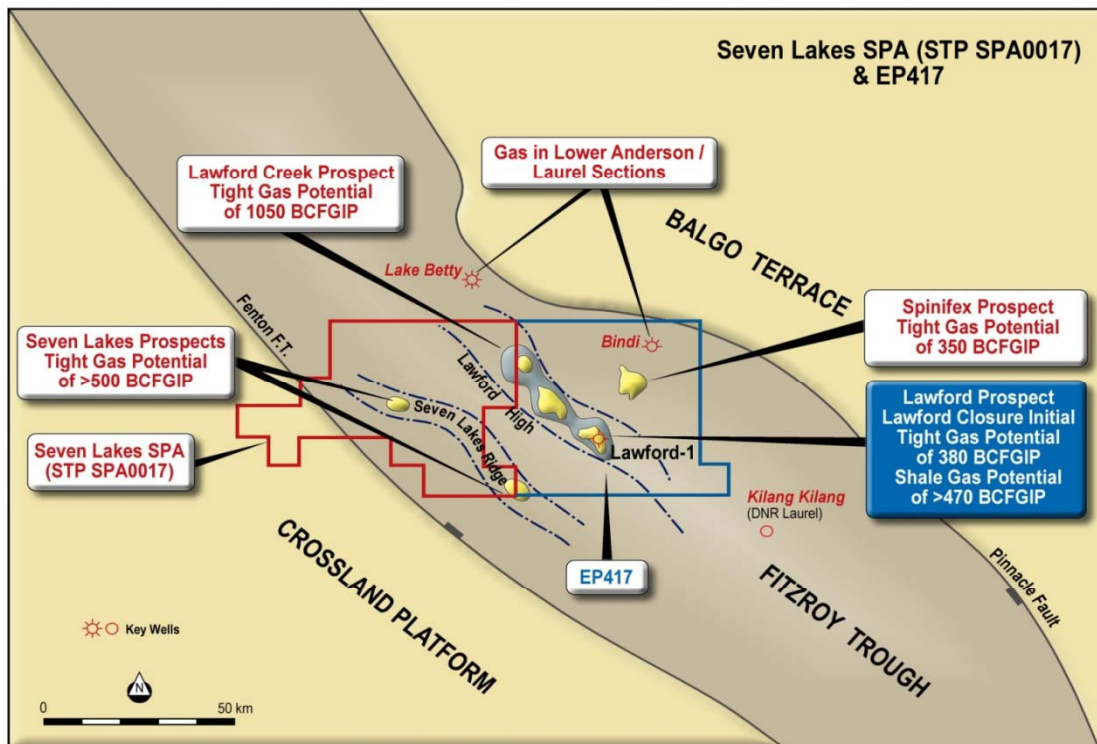 Seven Lakes SPA (STP SPA0017)
& EP417
Lawford Creek Prospect
Tight Gas Potential
of 1050 BCFGIP
Gas in Lower Anderson /
Laurel Sections
BALGO TERRACE
Lake Betty
Fenton F.T.
Bindi
Spinifex Prospect
Tight Gas Potential
of 350 BCFGIP
Seven Lakes Prospects
Tight Gas Potential
of >500 BCFGIP
Lawford High
Seven Lakes Ridge
Lawford-1
Lawford Prospect
Lawford Closure Initial
Tight Gas Potential
of 380 BCFGIP
Shale Gas Potential
of >470 BCFGIP
Seven Lakes SPA
(STP SPA0017)
Kilang Kilang
(DNR Laurel)
EP417
CROSSLAND PLATFORM
FITZROY TROUGH
Pinnacle Fault
Key Wells
N
0 50 km